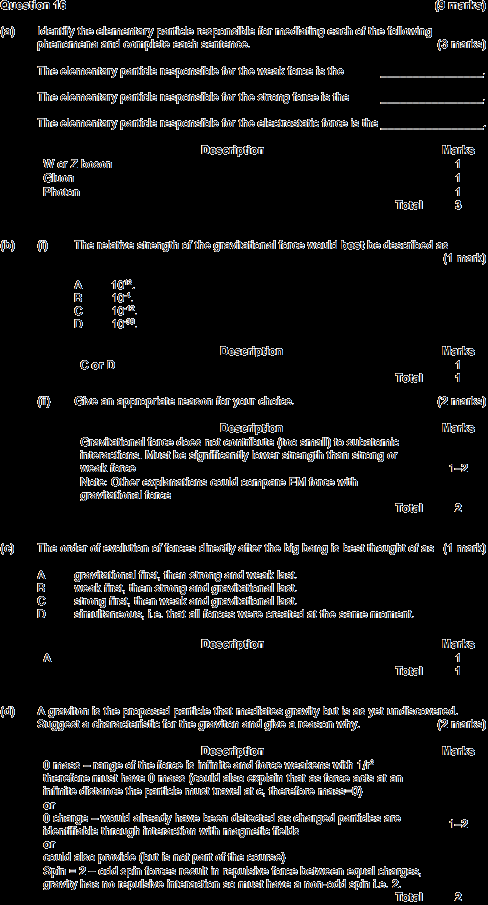 Question 16 (9 marks)
(a) Identify the elementary particle responsible for mediating each of the following
phenomena and complete each sentence. (3 marks)
The elementary particle responsible for the weak force is the ________________.
The elementary particle responsible for the strong force is the ________________.
The elementary particle responsible for the electrostatic force is the ________________.
Description Marks
W or Z boson 1
Gluon 1
Photon 1
Total 3
(b) (i) The relative strength of the gravitational force would best be described as
(1 mark)
A
B
C
D
Description Marks
C or D 1
Total 1
(ii) Give an appropriate reason for your choice. (2 marks)
Description Marks
Gravitational force does not contribute (too small) to subatomic
interactions. Must be significantly lower strength than strong or
weak force 1–2
Note: Other explanations could compare EM force with
gravitational force
Total 2
(c) The order of evolution of forces directly after the big bang is best thought of as (1 mark)
A gravitational first, then strong and weak last.
B weak first, then strong and gravitational last.
C strong first, then weak and gravitational last.
D simultaneous, i.e. that all forces were created at the same moment.
Description Marks
A 1
Total 1
(d) A graviton is the proposed particle that mediates gravity but is as yet undiscovered.
Suggest a characteristic for the graviton and give a reason why. (2 marks)
Description Marks
0 mass – range of the force is infinite and force weakens with 1/r²
therefore must have 0 mass (could also explain that as force acts at an
infinite distance the particle must travel at c, therefore mass=0)
or
0 charge – would already have been detected as charged particles are
identifiable through interaction with magnetic fields 1–2
or
could also provide (but is not part of the course)
Spin = 2 – odd spin forces result in repulsive force between equal charges,
gravity has no repulsive interaction so must have a non-odd spin i.e. 2.
Total 2